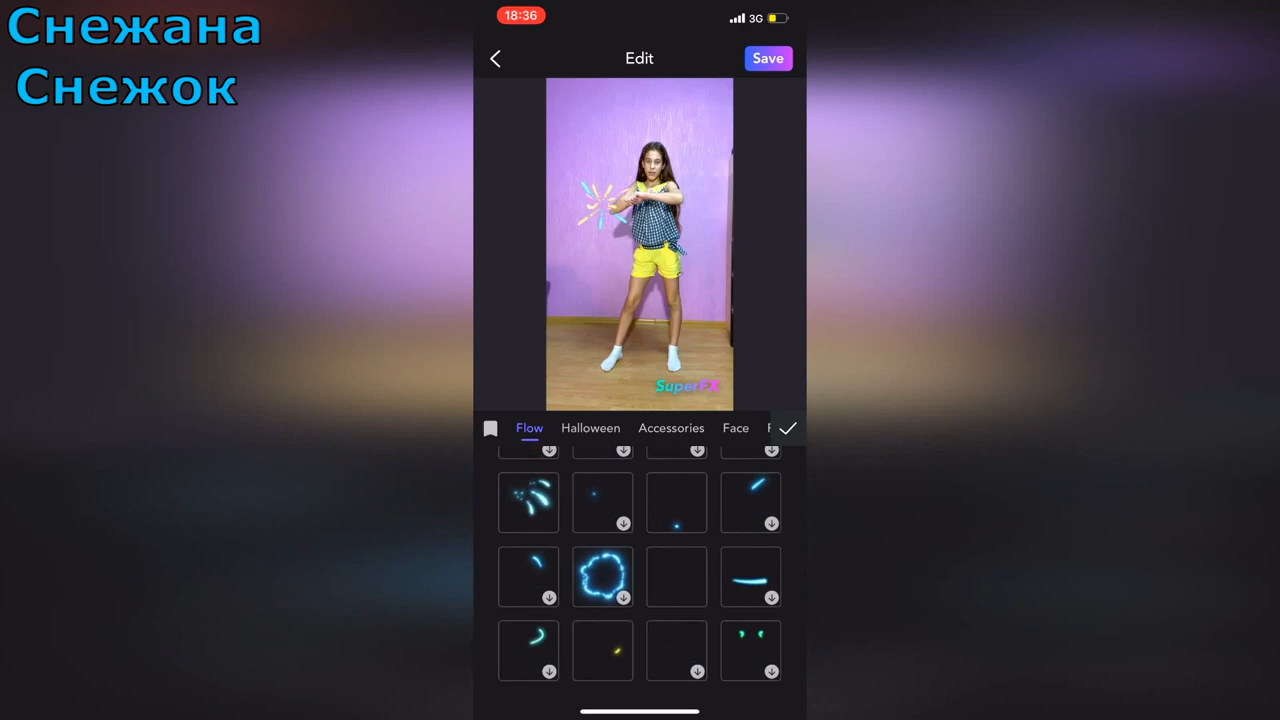 Снежана
Снежок
18:36
3G
Edit
Save
SuperFX
Flow
Halloween
Accessories
Face